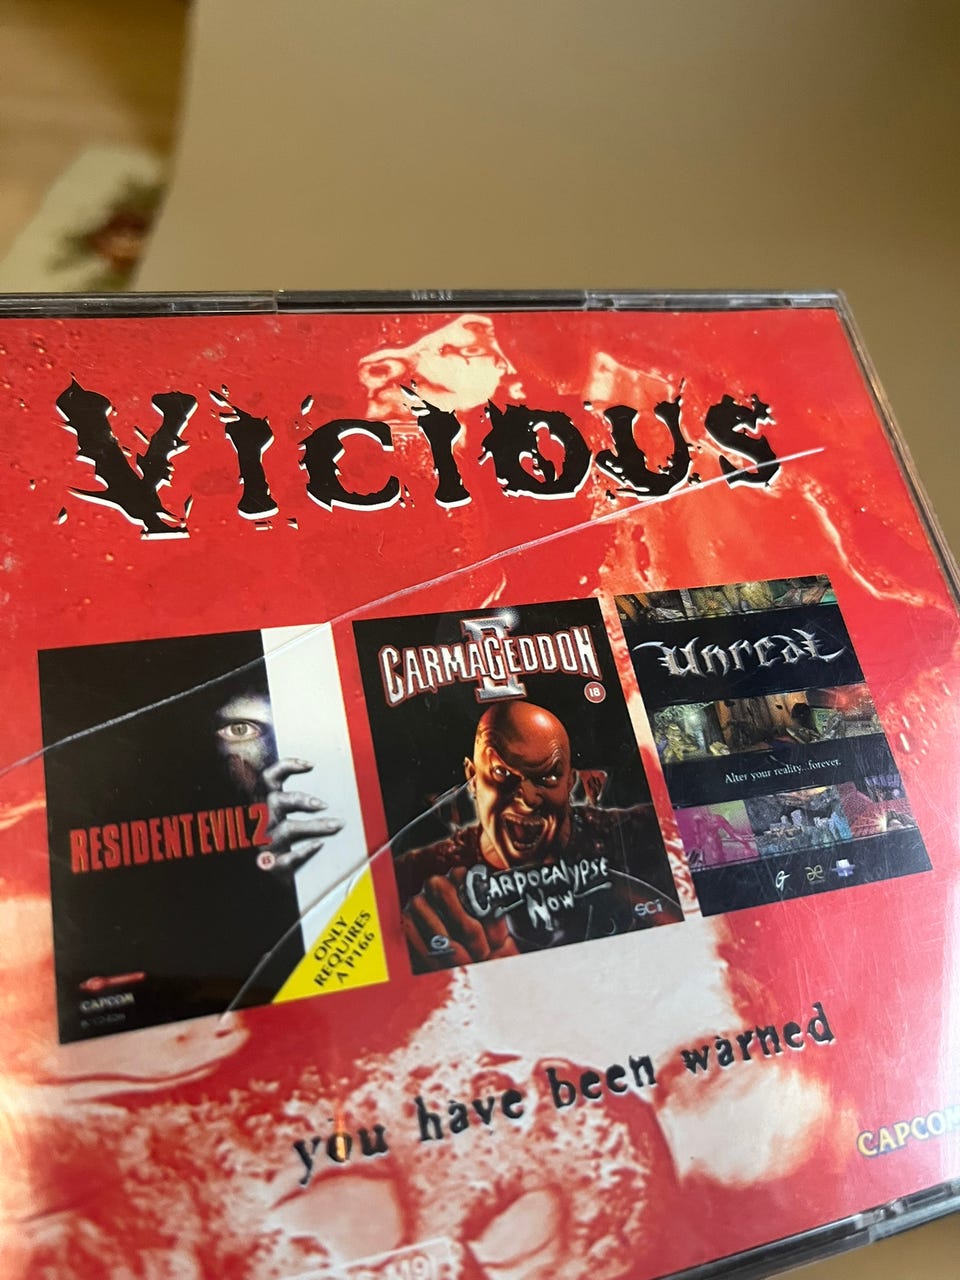 VICIOUS
RESIDENT EVIL 2
ONLY
REQUIRES
A P166
CAPCOM
CARMAGEDDON
II
18
CARPOCALYPSE
NOW
SCi
Unreal
Alter your reality...forever.
you have been warned
CAPCOM